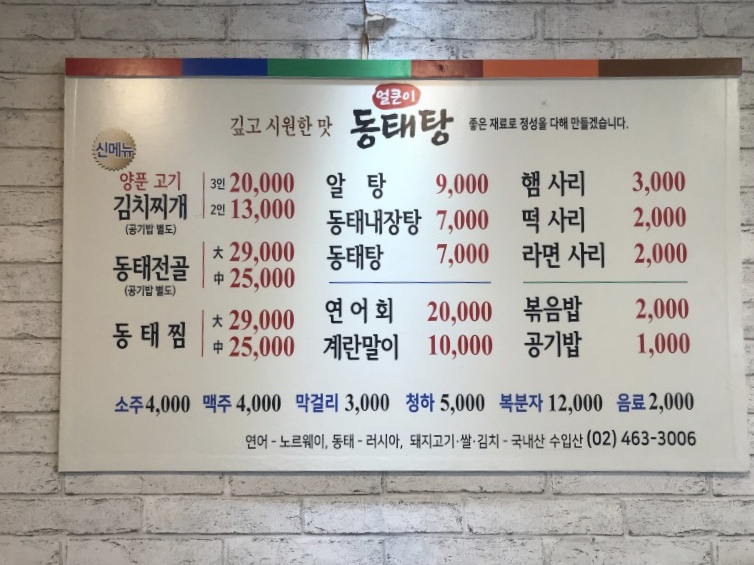 얼큰이
깊고 시원한 맛 동태탕 좋은 재료로 정성을 다해 만들겠습니다.
신메뉴
양푼 고기 김치찌개 (공기밥 별도)
3인 20,000
2인 13,000
동태전골 (공기밥 별도)
大 29,000
中 25,000
동태찜
大 29,000
中 25,000
알 탕 9,000
동태내장탕 7,000
동태탕 7,000
연어회 20,000
계란말이 10,000
햄 사리 3,000
떡 사리 2,000
라면 사리 2,000
볶음밥 2,000
공기밥 1,000
소주 4,000 맥주 4,000 막걸리 3,000 청하 5,000 복분자 12,000 음료 2,000
연어 - 노르웨이, 동태 - 러시아, 돼지고기·쌀·김치 - 국내산 수입산 (02) 463-3006